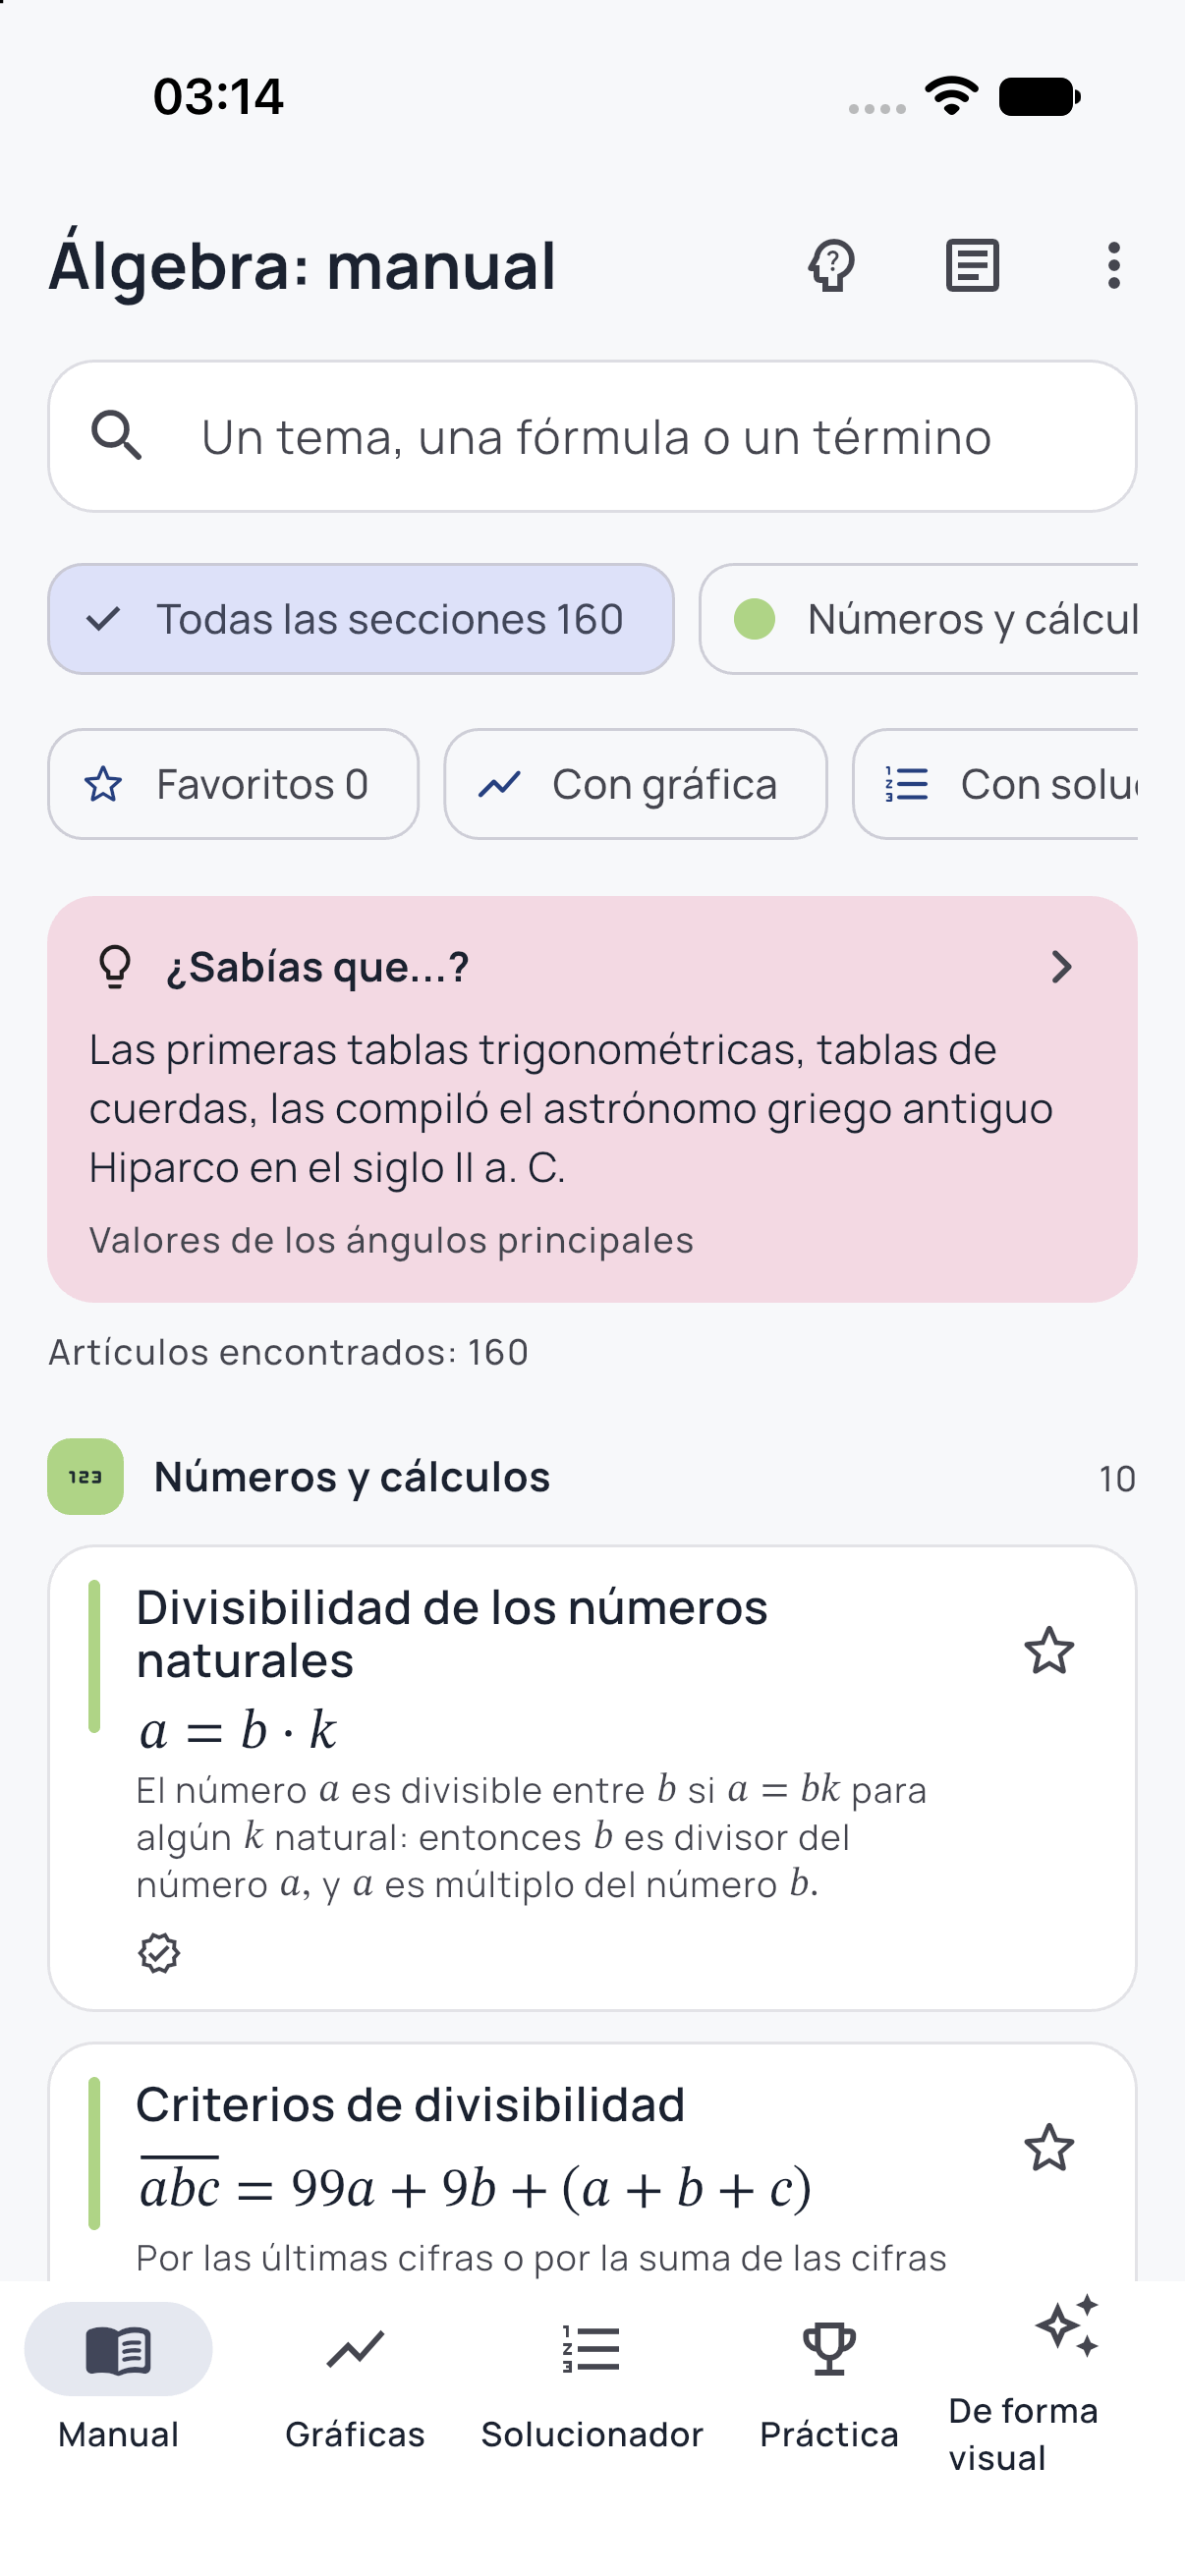 03:14
Álgebra: manual
Un tema, una fórmula o un término
Todas las secciones 160
Números y cálcul
Favoritos 0
Con gráfica
Con solu
¿Sabías que...?
Las primeras tablas trigonométricas, tablas de
cuerdas, las compiló el astrónomo griego antiguo
Hiparco en el siglo II a. C.
Valores de los ángulos principales
Artículos encontrados: 160
123 Números y cálculos 10
Divisibilidad de los números
naturales
a = b · k
El número a es divisible entre b si a = bk para
algún k natural: entonces b es divisor del
número a, y a es múltiplo del número b.
Criterios de divisibilidad
a̅b̅c̅ = 99a + 9b + (a + b + c)
Por las últimas cifras o por la suma de las cifras
Manual
Gráficas
Solucionador
Práctica
De forma
visual